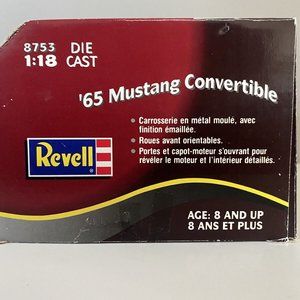 8753 DIE
1:18 CAST
'65 Mustang Convertible
• Carrosserie en métal moulé, avec
finition émaillée.
• Roues avant orientables.
• Portes et capot-moteur s'ouvrant pour
révéler le moteur et l'intérieur détaillés.
Revell
AGE: 8 AND UP
8 ANS ET PLUS